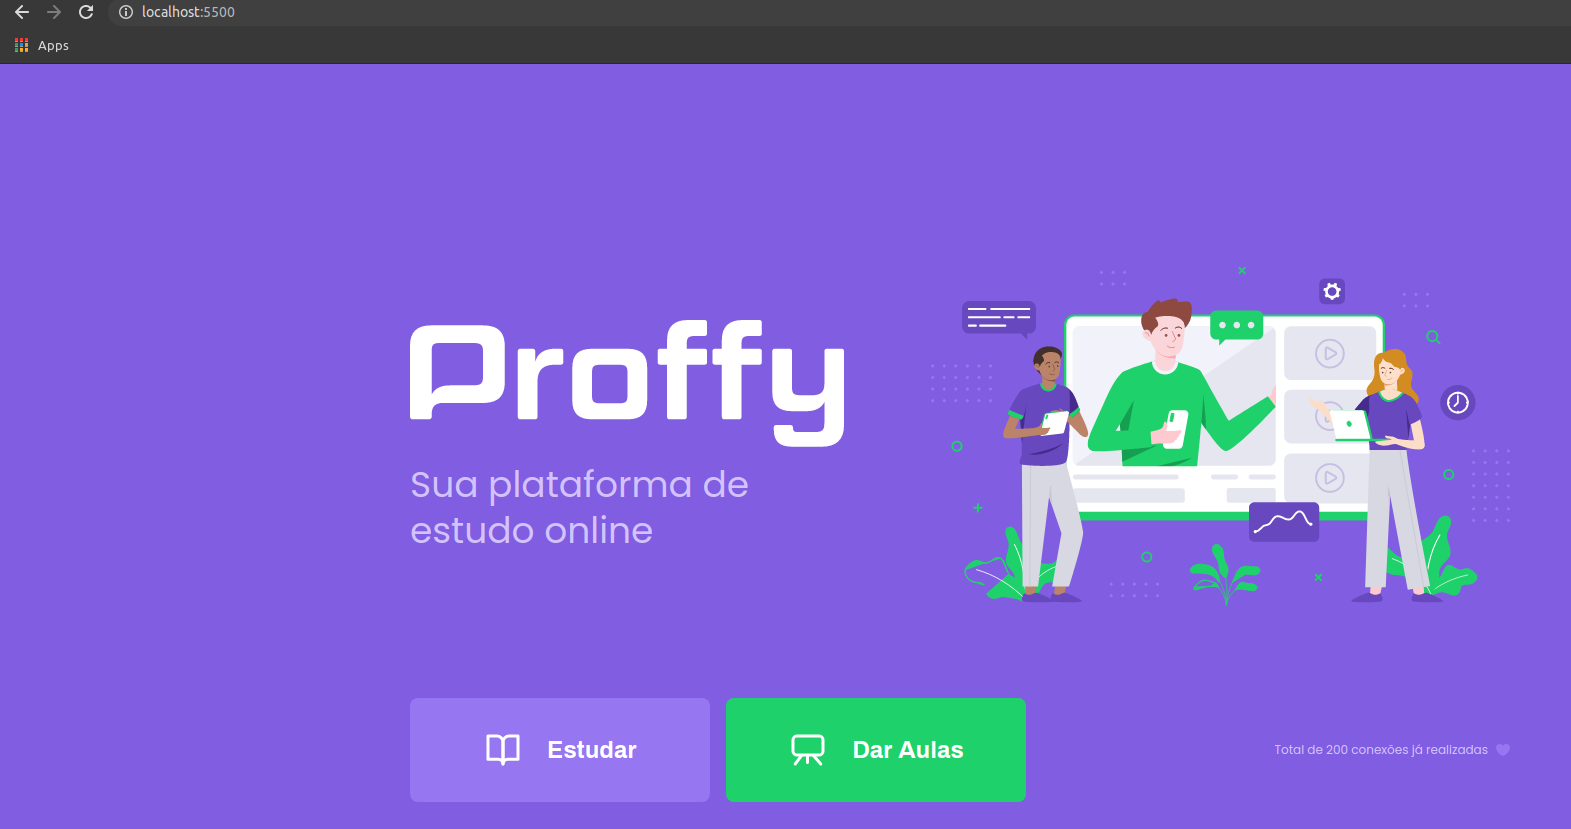 localhost:5500
Apps
Proffy
Sua plataforma de
estudo online
Estudar
Dar Aulas
Total de 200 conexões já realizadas